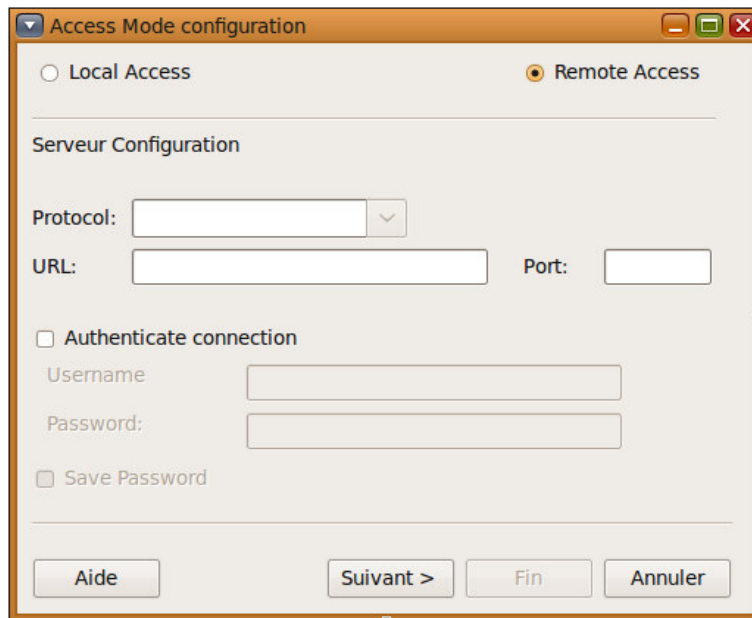 Access Mode configuration
Local Access Remote Access
Serveur Configuration
Protocol:
URL: Port:
Authenticate connection
Username
Password:
Save Password
Aide Suivant > Fin Annuler